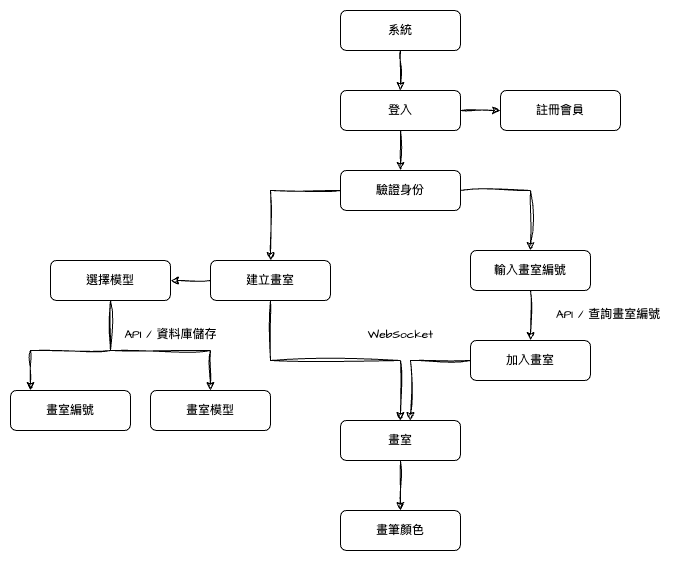 系統
登入
註冊會員
驗證身份
選擇模型
建立畫室
輸入畫室編號
API / 資料庫儲存
WebSocket
API / 查詢畫室編號
加入畫室
畫室編號
畫室模型
畫室
畫筆顏色